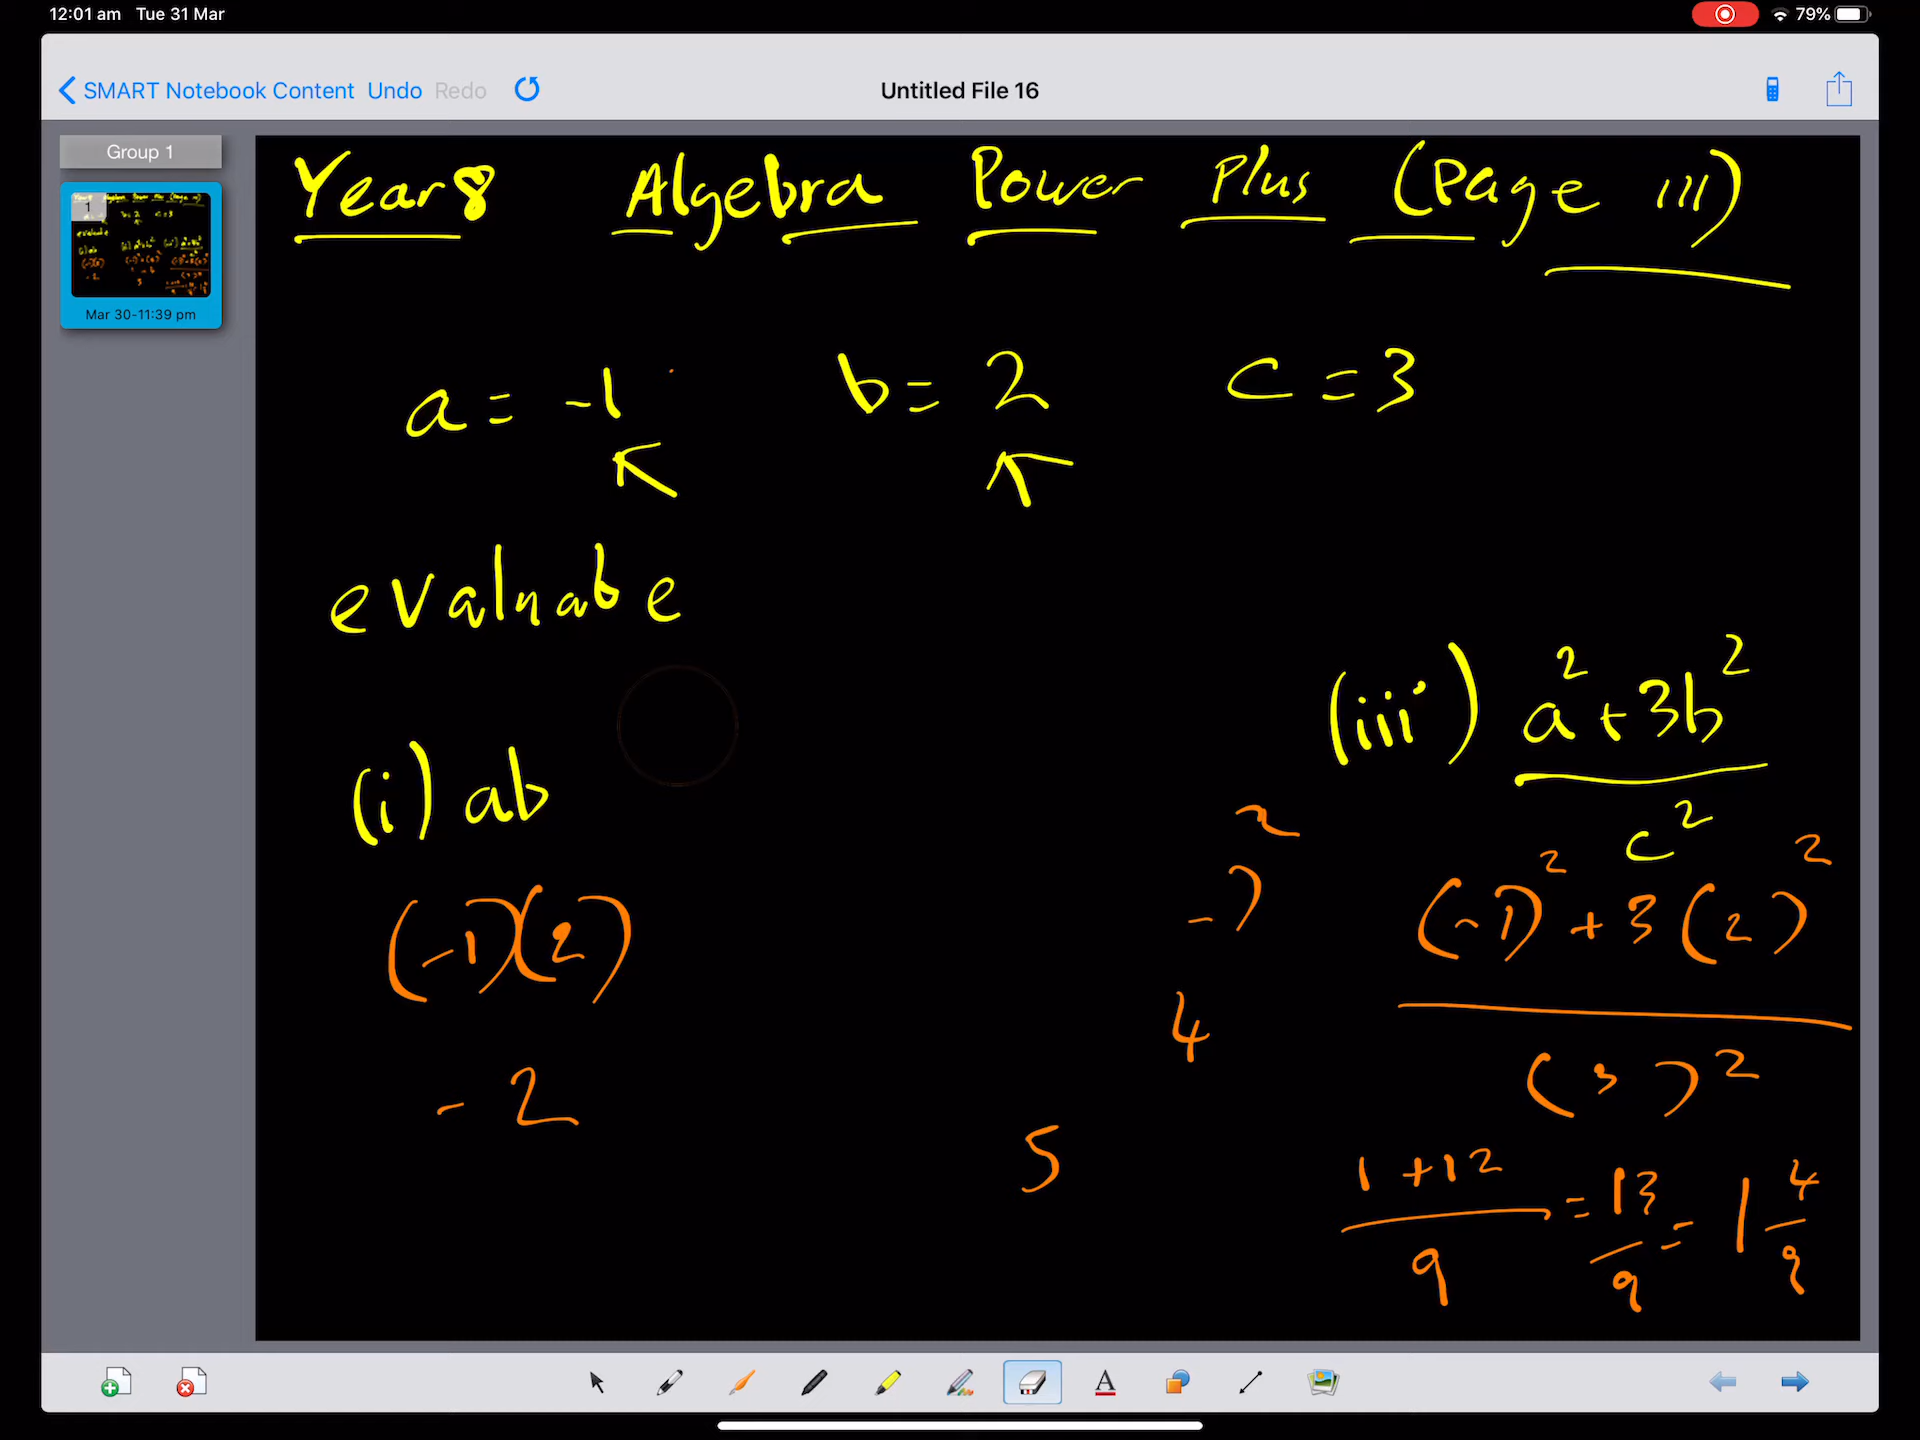 12:01 am Tue 31 Mar 79%
SMART Notebook Content Undo Redo Untitled File 16
Group 1
1
Mar 30-11:39 pm
Year 8 Algebra Power Plus (Page 111)
a = -1 b = 2 c = 3
evaluate
(i) ab
(-1)(2)
-2
2
-)
4
5
(iii) a² + 3b²
c²
(-1)² + 3(2)²
(3)²
1 + 12 = 13 = 1 4
9 9 9